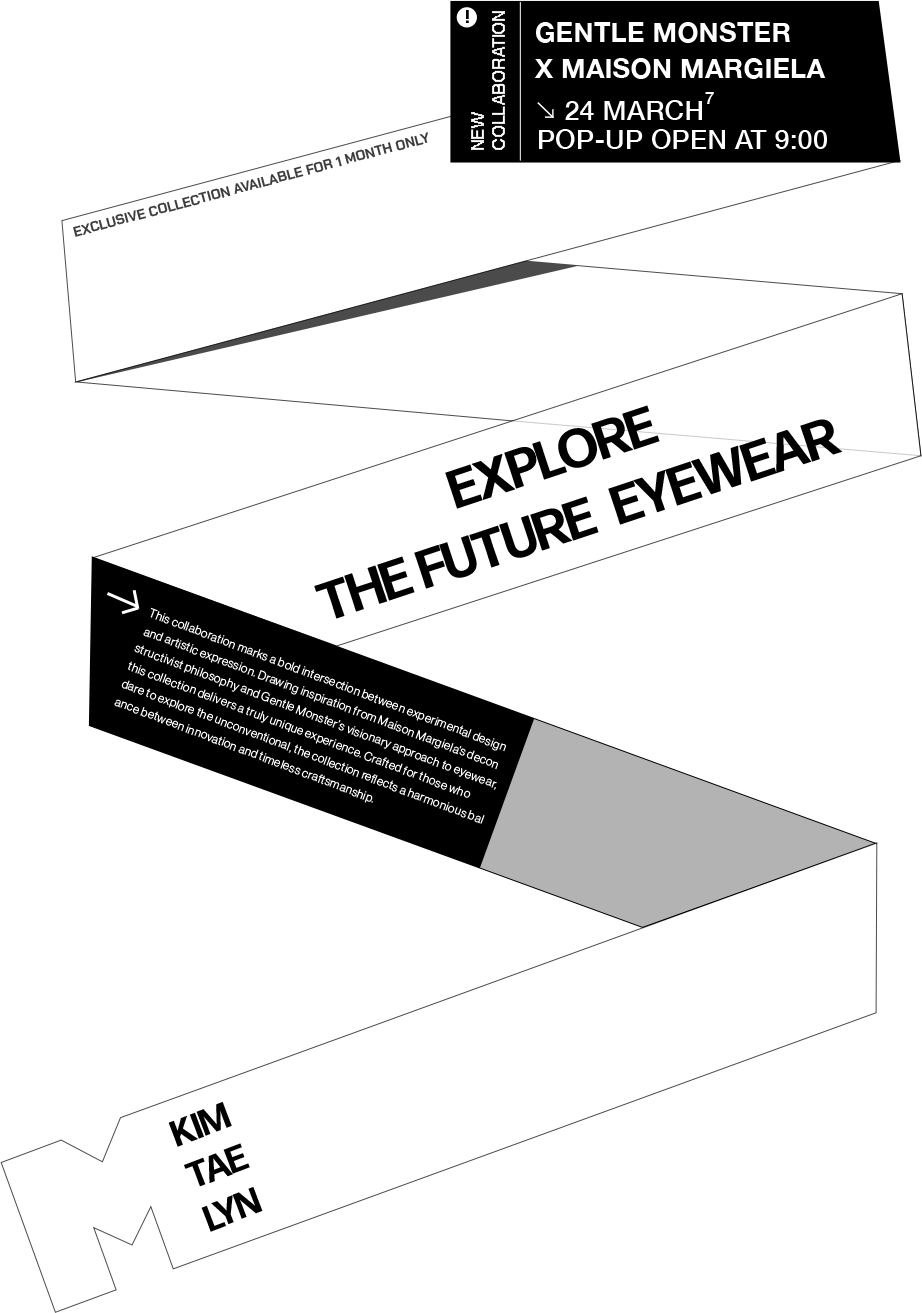 NEW
COLLABORATION
GENTLE MONSTER
X MAISON MARGIELA
↘ 24 MARCH⁷
POP-UP OPEN AT 9:00
EXCLUSIVE COLLECTION AVAILABLE FOR 1 MONTH ONLY
EXPLORE
THE FUTURE EYEWEAR
This collaboration marks a bold intersection between experimental design
and artistic expression. Drawing inspiration from Maison Margiela's decon
structivist philosophy and Gentle Monster's visionary approach to eyewear,
this collection delivers a truly unique experience. Crafted for those who
dare to explore the unconventional, the collection reflects a harmonious bal
ance between innovation and timeless craftsmanship.
KIM
TAE
LYN